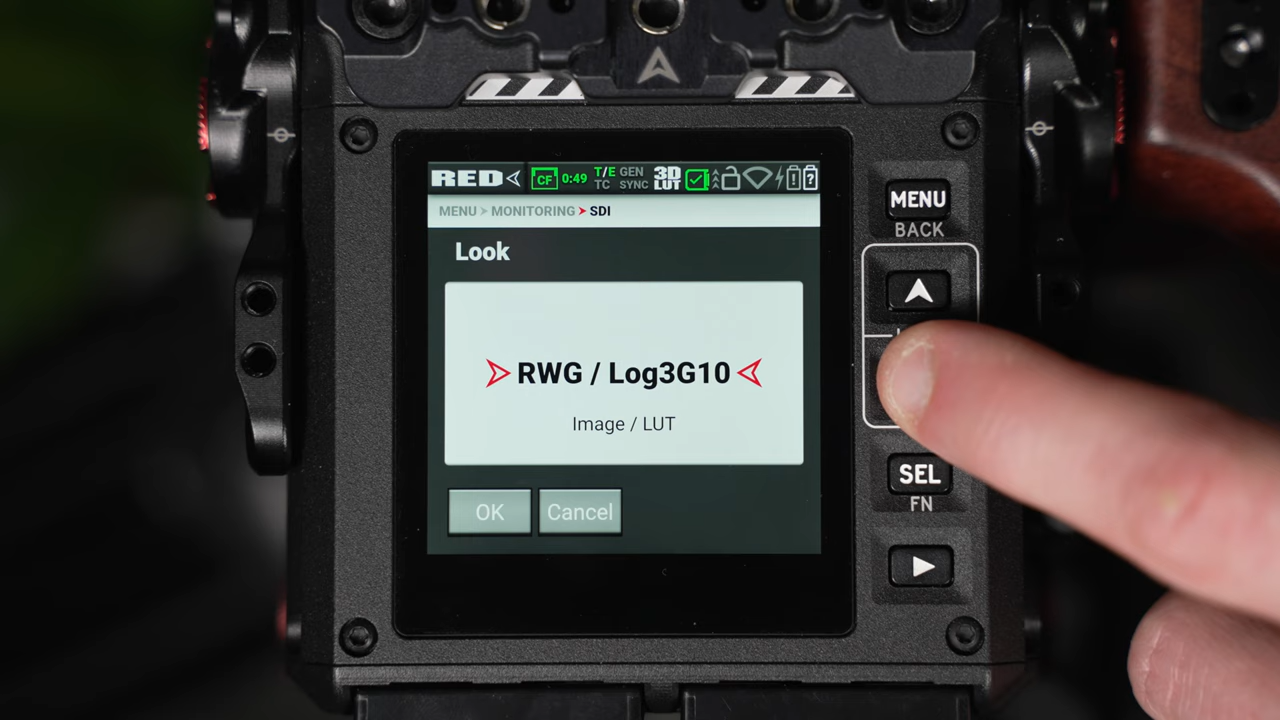 RED CF 0:49 T/E GEN 3D
TC SYNC LUT
MENU > MONITORING > SDI
Look
RWG / Log3G10
Image / LUT
OK Cancel
MENU
BACK
SEL
FN